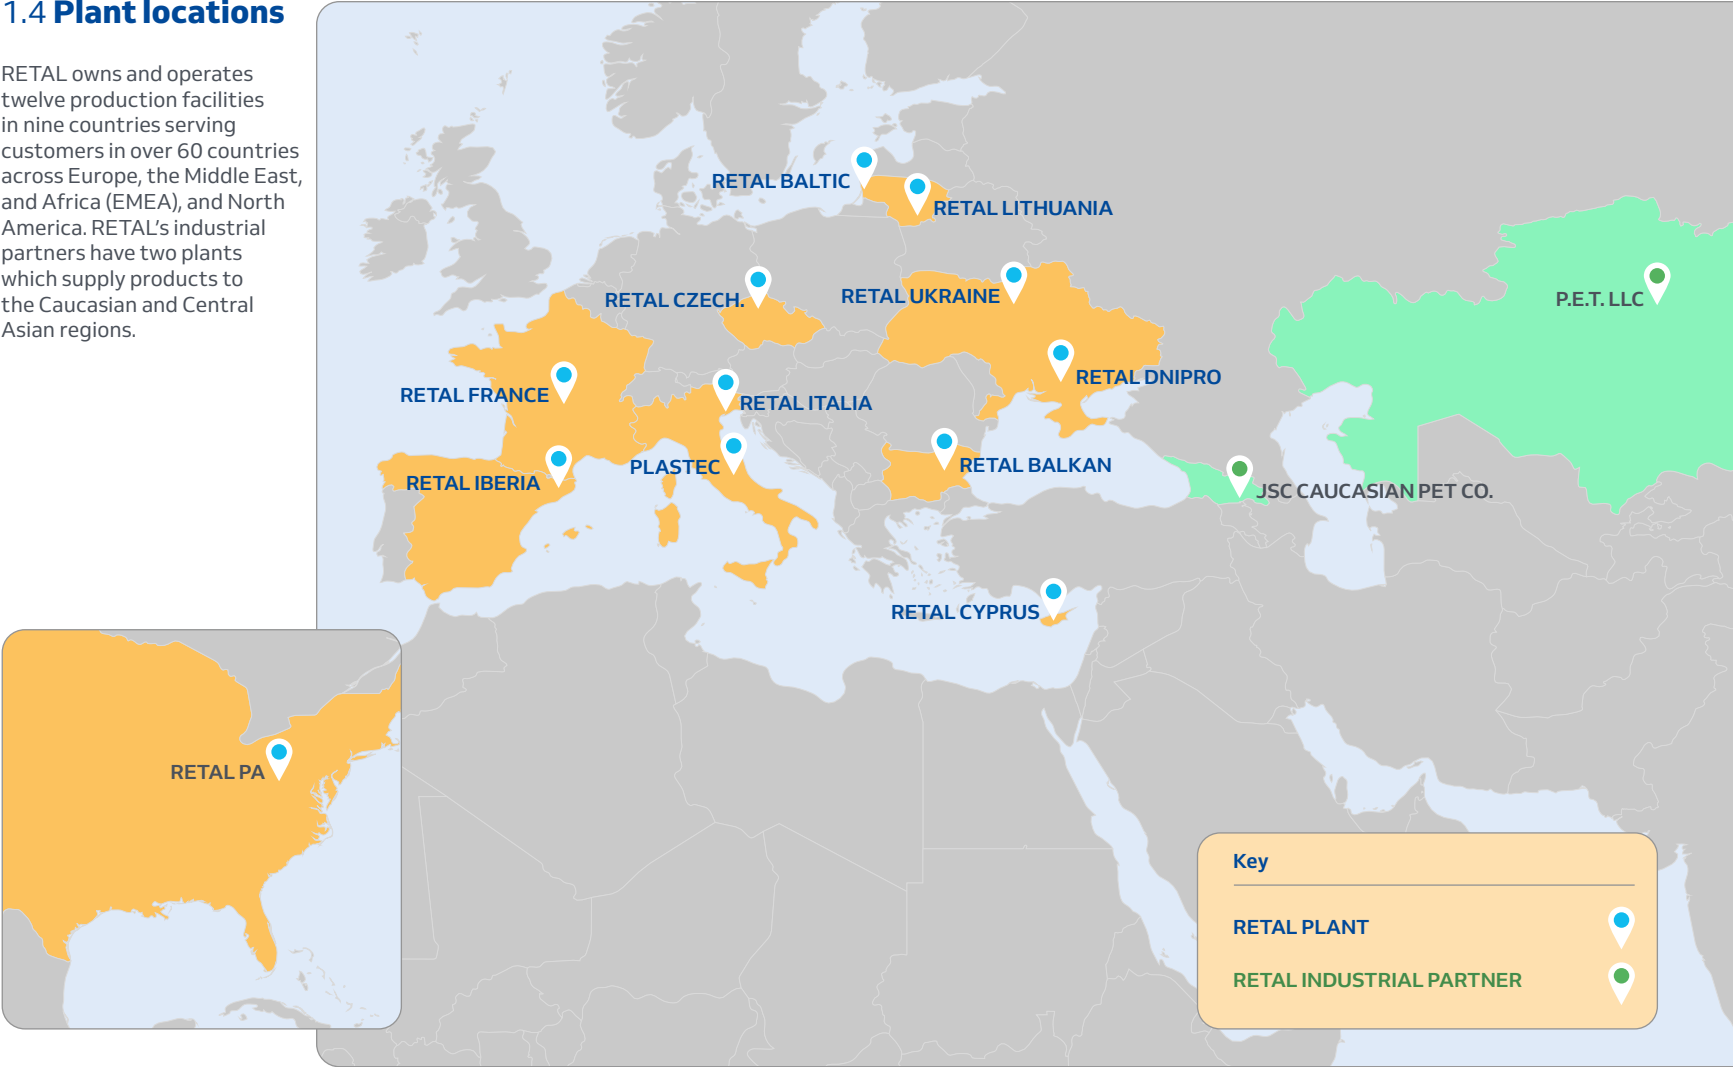 1.4 Plant locations
RETAL owns and operates
twelve production facilities
in nine countries serving
customers in over 60 countries
across Europe, the Middle East,
and Africa (EMEA), and North
America. RETAL’s industrial
partners have two plants
which supply products to
the Caucasian and Central
Asian regions.
RETAL BALTIC
RETAL LITHUANIA
RETAL CZECH.
RETAL UKRAINE
P.E.T. LLC
RETAL DNIPRO
RETAL FRANCE
RETAL ITALIA
PLASTEC
RETAL BALKAN
RETAL IBERIA
JSC CAUCASIAN PET CO.
RETAL CYPRUS
RETAL PA
Key
RETAL PLANT
RETAL INDUSTRIAL PARTNER